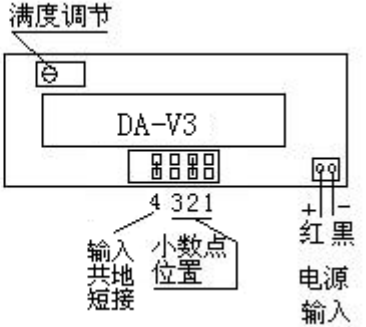 满度调节
DA-V3
4 321
+ -
红 黑
输入
共地
短接
小数点
位置
电源
输入